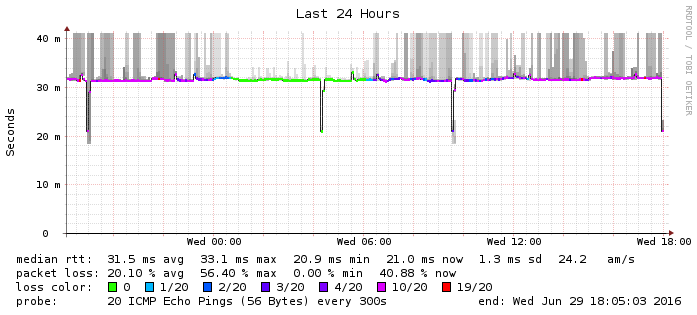 Last 24 Hours
RRDTOOL / TOBI OETIKER
Seconds
40 m
30 m
20 m
10 m
0
Wed 00:00 Wed 06:00 Wed 12:00 Wed 18:00
median rtt: 31.5 ms avg 33.1 ms max 20.9 ms min 21.0 ms now 1.3 ms sd 24.2 am/s
packet loss: 20.10 % avg 56.40 % max 0.00 % min 40.88 % now
loss color: 0 1/20 2/20 3/20 4/20 10/20 19/20
probe: 20 ICMP Echo Pings (56 Bytes) every 300s end: Wed Jun 29 18:05:03 2016